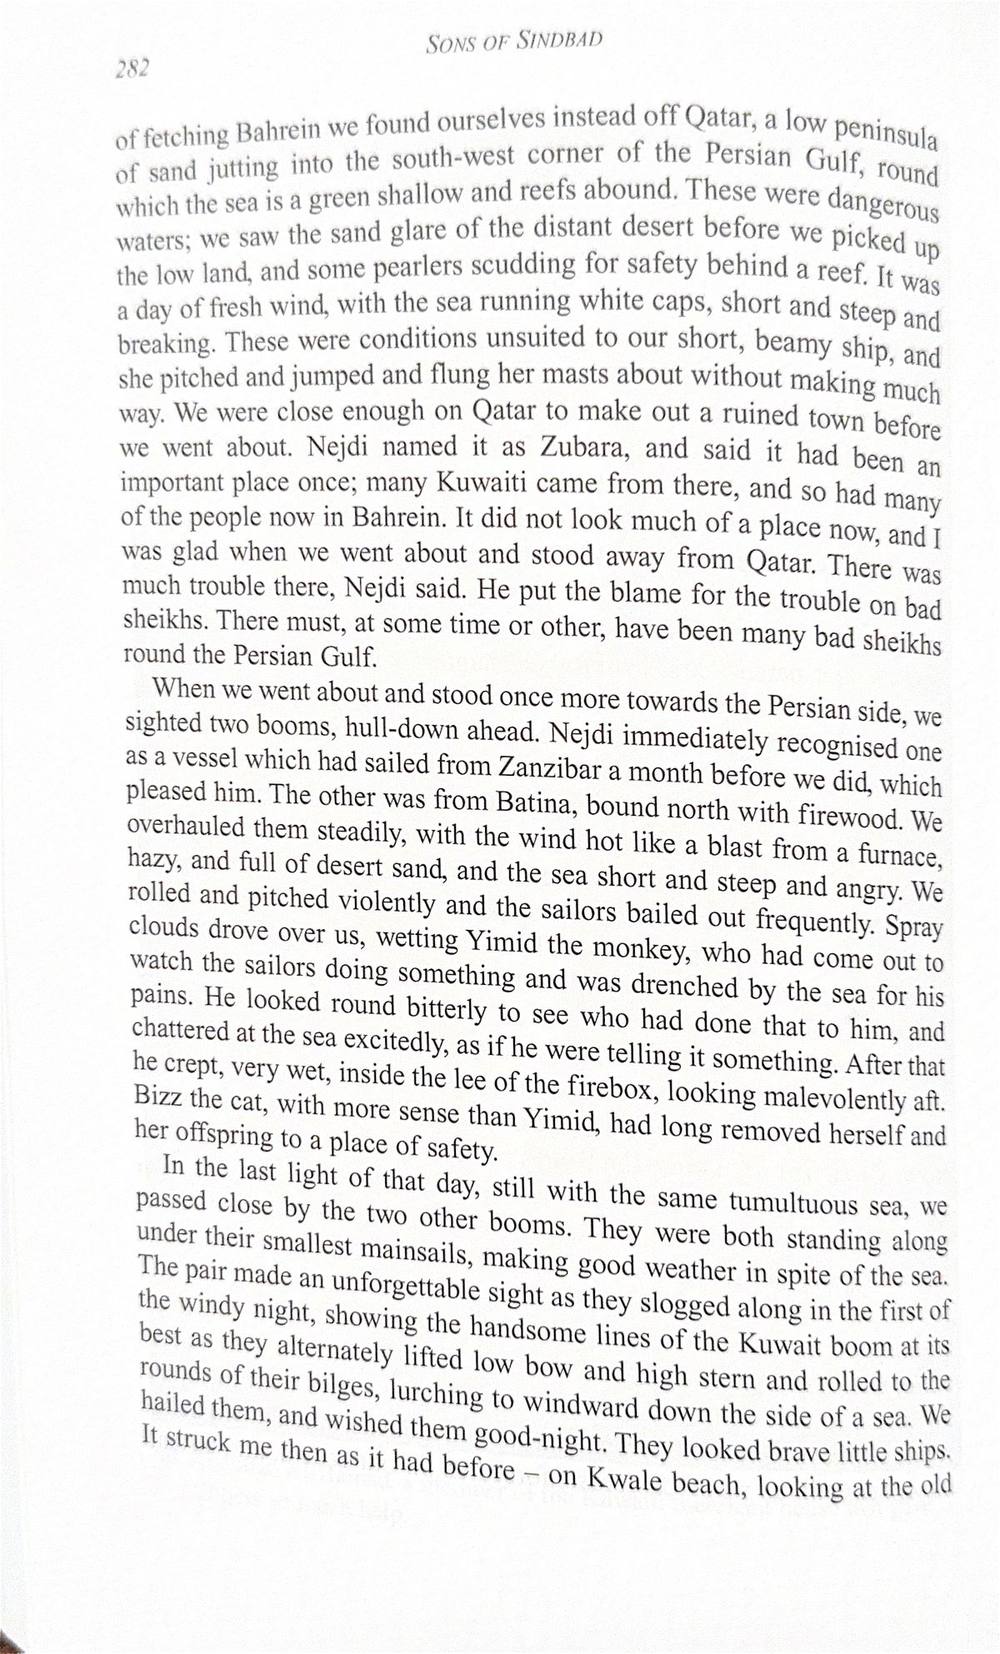 SONS OF SINDBAD
282
of fetching Bahrein we found ourselves instead off Qatar, a low peninsula
of sand jutting into the south-west corner of the Persian Gulf, round
which the sea is a green shallow and reefs abound. These were dangerous
waters; we saw the sand glare of the distant desert before we picked up
the low land, and some pearlers scudding for safety behind a reef. It was
a day of fresh wind, with the sea running white caps, short and steep and
breaking. These were conditions unsuited to our short, beamy ship, and
she pitched and jumped and flung her masts about without making much
way. We were close enough on Qatar to make out a ruined town before
we went about. Nejdi named it as Zubara, and said it had been an
important place once; many Kuwaiti came from there, and so had many
of the people now in Bahrein. It did not look much of a place now, and I
was glad when we went about and stood away from Qatar. There was
much trouble there, Nejdi said. He put the blame for the trouble on bad
sheikhs. There must, at some time or other, have been many bad sheikhs
round the Persian Gulf.
When we went about and stood once more towards the Persian side, we
sighted two booms, hull-down ahead. Nejdi immediately recognised one
as a vessel which had sailed from Zanzibar a month before we did, which
pleased him. The other was from Batina, bound north with firewood. We
overhauled them steadily, with the wind hot like a blast from a furnace,
hazy, and full of desert sand, and the sea short and steep and angry. We
rolled and pitched violently and the sailors bailed out frequently. Spray
clouds drove over us, wetting Yimid the monkey, who had come out to
watch the sailors doing something and was drenched by the sea for his
pains. He looked round bitterly to see who had done that to him, and
chattered at the sea excitedly, as if he were telling it something. After that
he crept, very wet, inside the lee of the firebox, looking malevolently aft.
Bizz the cat, with more sense than Yimid, had long removed herself and
her offspring to a place of safety.
In the last light of that day, still with the same tumultuous sea, we
passed close by the two other booms. They were both standing along
under their smallest mainsails, making good weather in spite of the sea.
The pair made an unforgettable sight as they slogged along in the first of
the windy night, showing the handsome lines of the Kuwait boom at its
best as they alternately lifted low bow and high stern and rolled to the
rounds of their bilges, lurching to windward down the side of a sea. We
hailed them, and wished them good-night. They looked brave little ships.
It struck me then as it had before – on Kwale beach, looking at the old